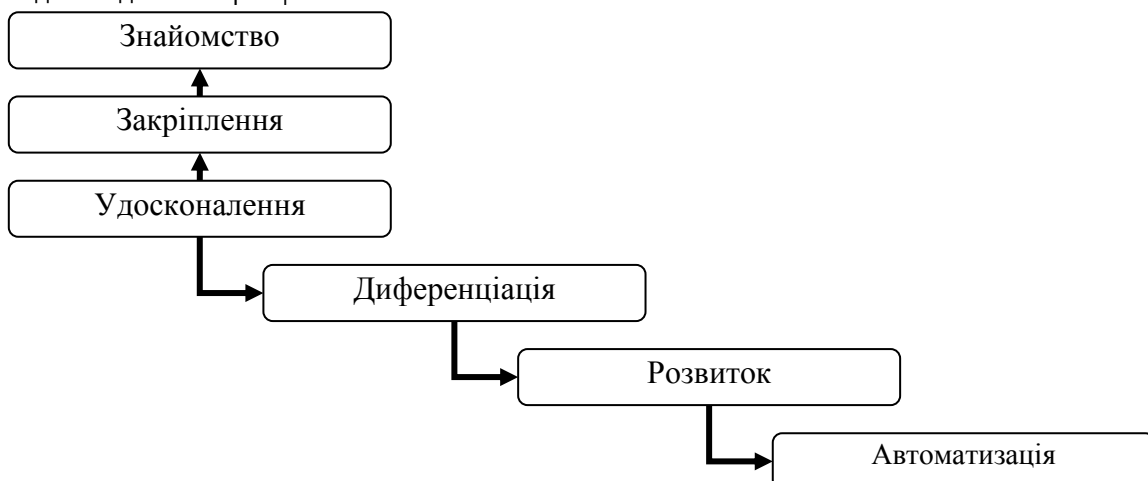 Знайомство
Закріплення
Удосконалення
Диференціація
Розвиток
Автоматизація